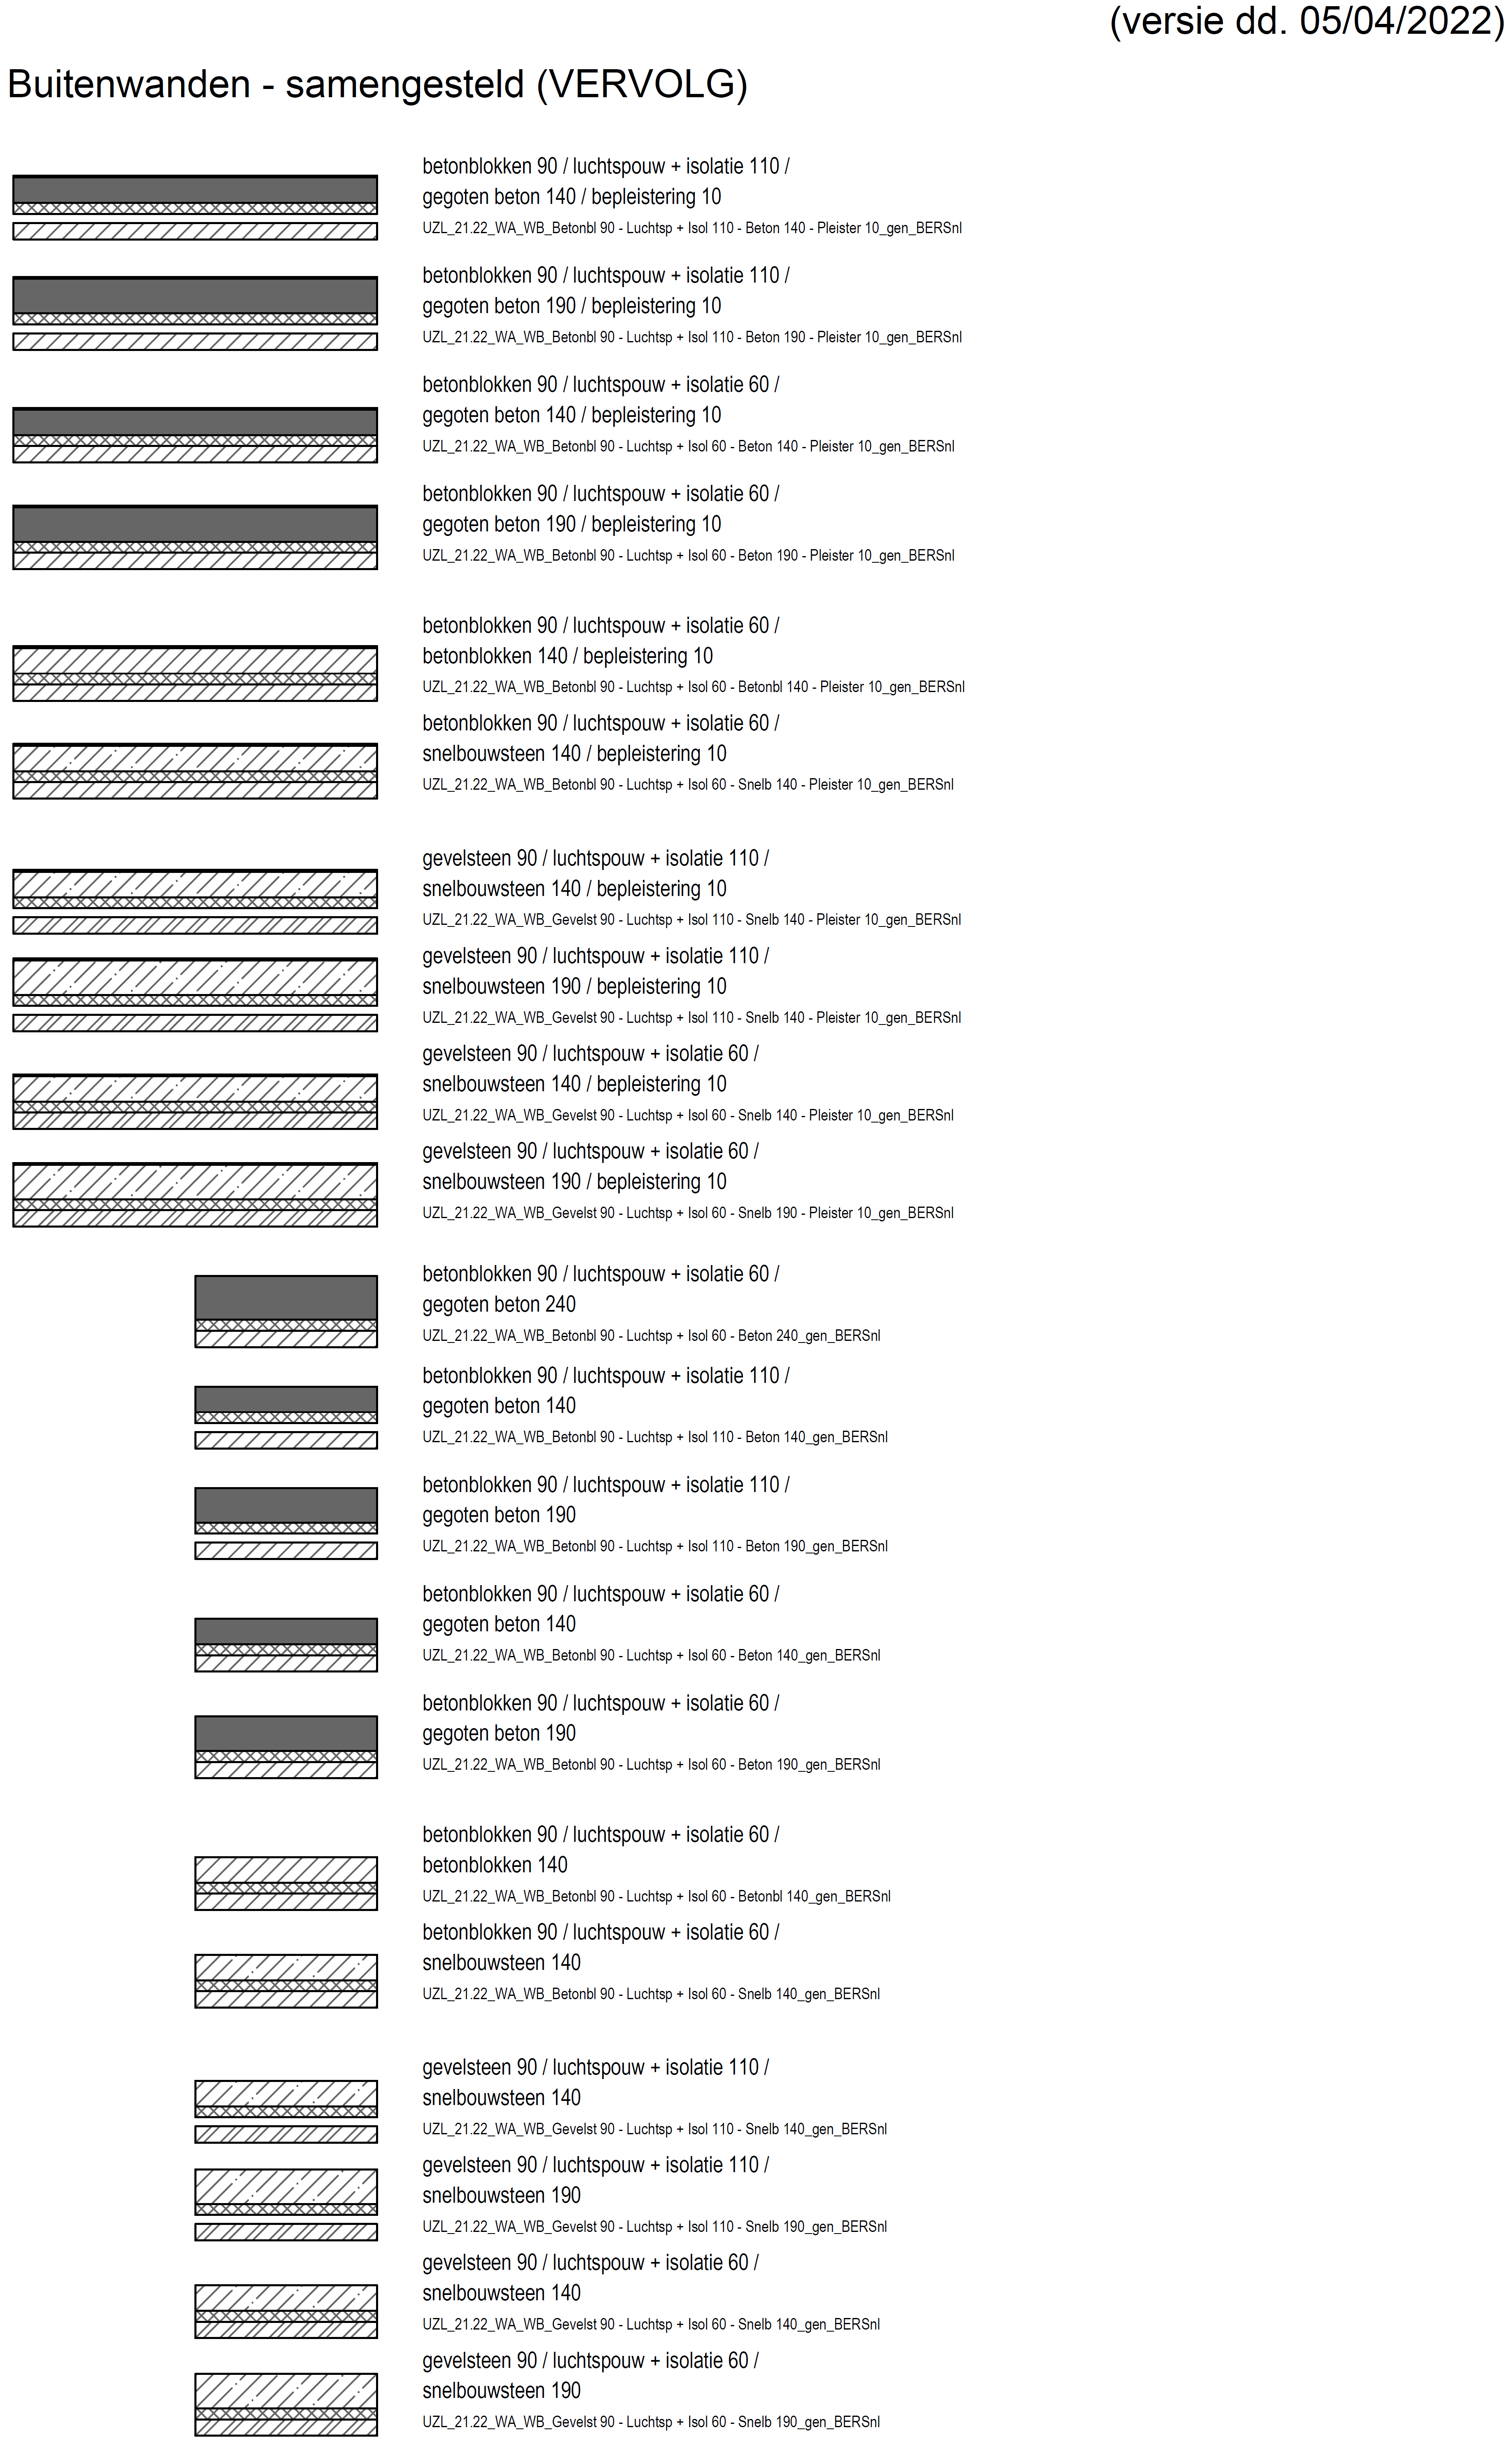 (versie dd. 05/04/2022)
Buitenwanden - samengesteld (VERVOLG)
betonblokken 90 / luchtspouw + isolatie 110 /
gegoten beton 140 / bepleistering 10
UZL_21.22_WA_WB_Betonbl 90 - Luchtsp + Isol 110 - Beton 140 - Pleister 10_gen_BERSnl
betonblokken 90 / luchtspouw + isolatie 110 /
gegoten beton 190 / bepleistering 10
UZL_21.22_WA_WB_Betonbl 90 - Luchtsp + Isol 110 - Beton 190 - Pleister 10_gen_BERSnl
betonblokken 90 / luchtspouw + isolatie 60 /
gegoten beton 140 / bepleistering 10
UZL_21.22_WA_WB_Betonbl 90 - Luchtsp + Isol 60 - Beton 140 - Pleister 10_gen_BERSnl
betonblokken 90 / luchtspouw + isolatie 60 /
gegoten beton 190 / bepleistering 10
UZL_21.22_WA_WB_Betonbl 90 - Luchtsp + Isol 60 - Beton 190 - Pleister 10_gen_BERSnl
betonblokken 90 / luchtspouw + isolatie 60 /
betonblokken 140 / bepleistering 10
UZL_21.22_WA_WB_Betonbl 90 - Luchtsp + Isol 60 - Betonbl 140 - Pleister 10_gen_BERSnl
betonblokken 90 / luchtspouw + isolatie 60 /
snelbouwsteen 140 / bepleistering 10
UZL_21.22_WA_WB_Betonbl 90 - Luchtsp + Isol 60 - Snelb 140 - Pleister 10_gen_BERSnl
gevelsteen 90 / luchtspouw + isolatie 110 /
snelbouwsteen 140 / bepleistering 10
UZL_21.22_WA_WB_Gevelst 90 - Luchtsp + Isol 110 - Snelb 140 - Pleister 10_gen_BERSnl
gevelsteen 90 / luchtspouw + isolatie 110 /
snelbouwsteen 190 / bepleistering 10
UZL_21.22_WA_WB_Gevelst 90 - Luchtsp + Isol 110 - Snelb 140 - Pleister 10_gen_BERSnl
gevelsteen 90 / luchtspouw + isolatie 60 /
snelbouwsteen 140 / bepleistering 10
UZL_21.22_WA_WB_Gevelst 90 - Luchtsp + Isol 60 - Snelb 140 - Pleister 10_gen_BERSnl
gevelsteen 90 / luchtspouw + isolatie 60 /
snelbouwsteen 190 / bepleistering 10
UZL_21.22_WA_WB_Gevelst 90 - Luchtsp + Isol 60 - Snelb 190 - Pleister 10_gen_BERSnl
betonblokken 90 / luchtspouw + isolatie 60 /
gegoten beton 240
UZL_21.22_WA_WB_Betonbl 90 - Luchtsp + Isol 60 - Beton 240_gen_BERSnl
betonblokken 90 / luchtspouw + isolatie 110 /
gegoten beton 140
UZL_21.22_WA_WB_Betonbl 90 - Luchtsp + Isol 110 - Beton 140_gen_BERSnl
betonblokken 90 / luchtspouw + isolatie 110 /
gegoten beton 190
UZL_21.22_WA_WB_Betonbl 90 - Luchtsp + Isol 110 - Beton 190_gen_BERSnl
betonblokken 90 / luchtspouw + isolatie 60 /
gegoten beton 140
UZL_21.22_WA_WB_Betonbl 90 - Luchtsp + Isol 60 - Beton 140_gen_BERSnl
betonblokken 90 / luchtspouw + isolatie 60 /
gegoten beton 190
UZL_21.22_WA_WB_Betonbl 90 - Luchtsp + Isol 60 - Beton 190_gen_BERSnl
betonblokken 90 / luchtspouw + isolatie 60 /
betonblokken 140
UZL_21.22_WA_WB_Betonbl 90 - Luchtsp + Isol 60 - Betonbl 140_gen_BERSnl
betonblokken 90 / luchtspouw + isolatie 60 /
snelbouwsteen 140
UZL_21.22_WA_WB_Betonbl 90 - Luchtsp + Isol 60 - Snelb 140_gen_BERSnl
gevelsteen 90 / luchtspouw + isolatie 110 /
snelbouwsteen 140
UZL_21.22_WA_WB_Gevelst 90 - Luchtsp + Isol 110 - Snelb 140_gen_BERSnl
gevelsteen 90 / luchtspouw + isolatie 110 /
snelbouwsteen 190
UZL_21.22_WA_WB_Gevelst 90 - Luchtsp + Isol 110 - Snelb 190_gen_BERSnl
gevelsteen 90 / luchtspouw + isolatie 60 /
snelbouwsteen 140
UZL_21.22_WA_WB_Gevelst 90 - Luchtsp + Isol 60 - Snelb 140_gen_BERSnl
gevelsteen 90 / luchtspouw + isolatie 60 /
snelbouwsteen 190
UZL_21.22_WA_WB_Gevelst 90 - Luchtsp + Isol 60 - Snelb 190_gen_BERSnl